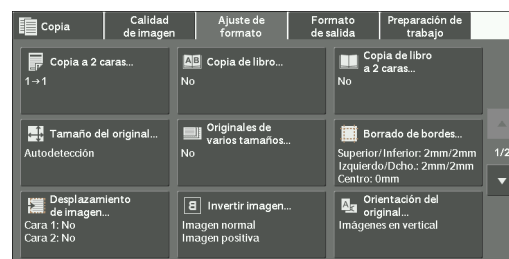 Copia
Calidad
de imagen
Ajuste de
formato
Formato
de salida
Preparación de
trabajo
Copia a 2 caras...
1→1
AB Copia de libro...
No
Copia de libro
a 2 caras...
No
Tamaño del original...
Autodetección
Originales de
varios tamaños...
No
Borrado de bordes...
Superior/Inferior: 2mm/2mm
Izquierdo/Dcho.: 2mm/2mm
Centro: 0mm
1/2
Desplazamiento
de imagen...
Cara 1: No
Cara 2: No
Invertir imagen...
Imagen normal
Imagen positiva
Orientación del
original...
Imágenes en vertical